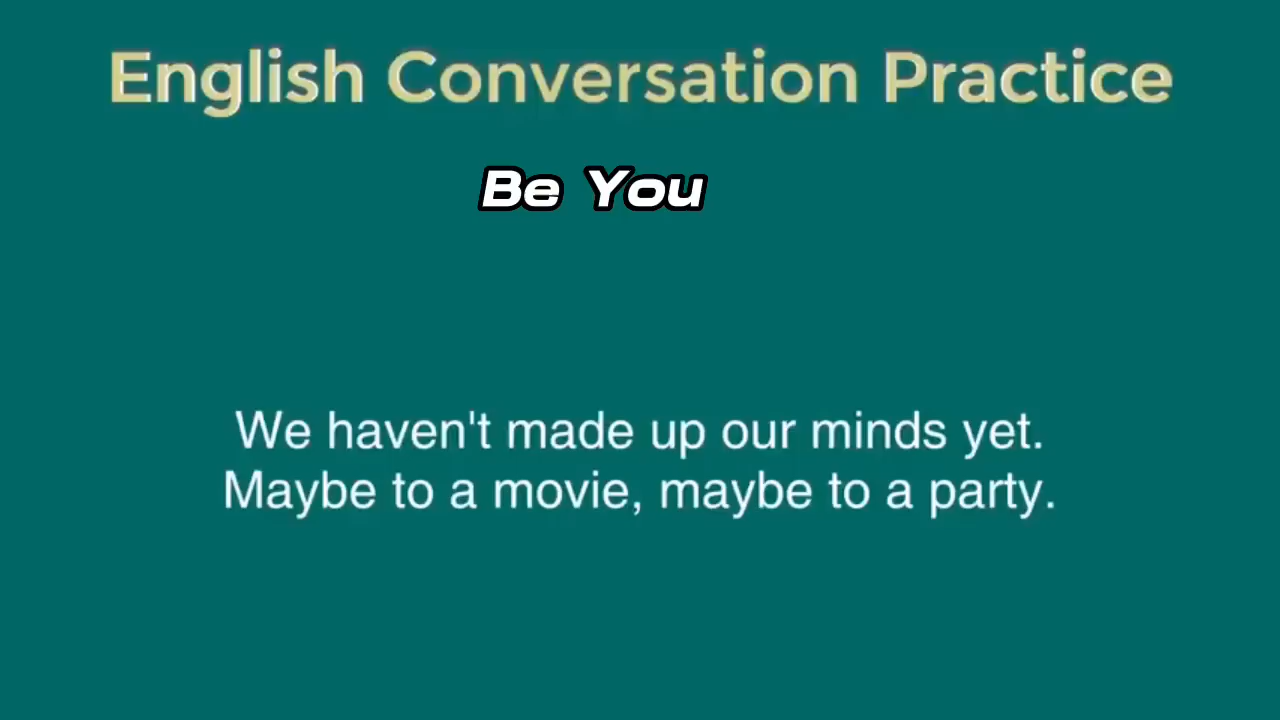 English Conversation Practice
Be You
We haven't made up our minds yet.
Maybe to a movie, maybe to a party.